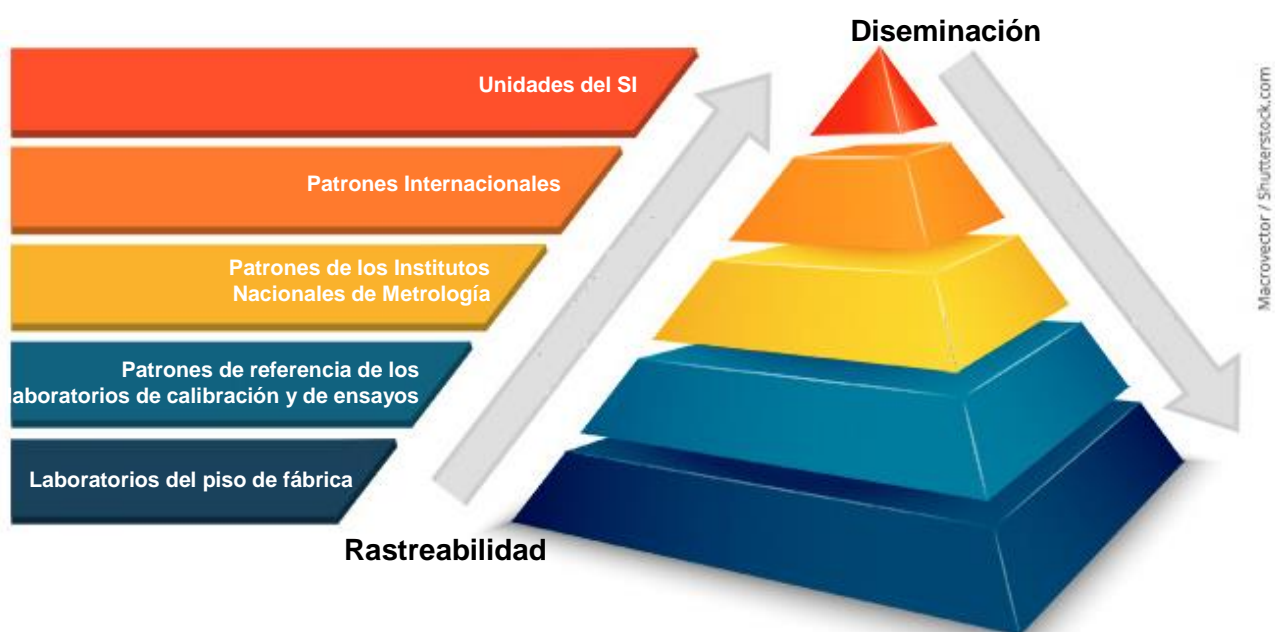 Diseminación
Unidades del SI
Patrones Internacionales
Patrones de los Institutos
Nacionales de Metrología
Patrones de referencia de los
laboratorios de calibración y de ensayos
Laboratorios del piso de fábrica
Rastreabilidad
Macrovector / Shutterstock.com